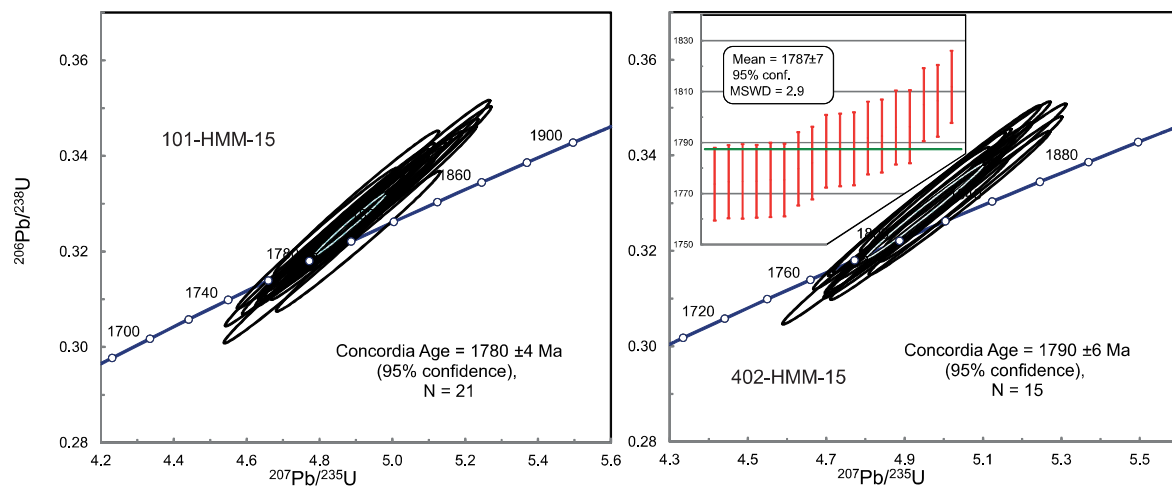 0.36
0.34
0.32
0.30
0.28
206Pb/238U
101-HMM-15
1700
1740
1780
1860
1900
Concordia Age = 1780 ±4 Ma
(95% confidence),
N = 21
4.2 4.4 4.6 4.8 5.0 5.2 5.4 5.6
207Pb/235U
0.36
0.34
0.32
0.30
0.28
1830
1810
1790
1770
1750
Mean = 1787±7
95% conf.
MSWD = 2.9
1720
1760
1880
Concordia Age = 1790 ±6 Ma
(95% confidence),
N = 15
402-HMM-15
4.3 4.5 4.7 4.9 5.1 5.3 5.5
207Pb/235U